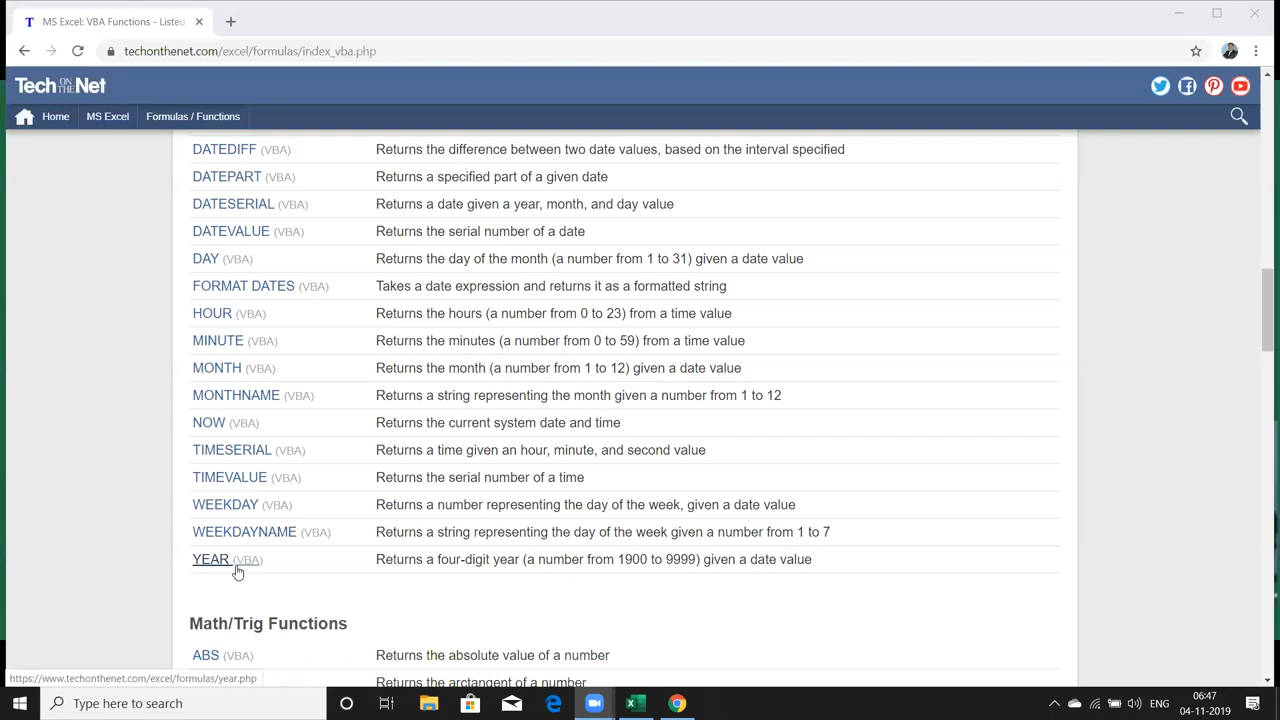 T MS Excel: VBA Functions - Listed
techonthenet.com/excel/formulas/index_vba.php
Tech ON THE Net
Home MS Excel Formulas / Functions
DATEDIFF (VBA) Returns the difference between two date values, based on the interval specified
DATEPART (VBA) Returns a specified part of a given date
DATESERIAL (VBA) Returns a date given a year, month, and day value
DATEVALUE (VBA) Returns the serial number of a date
DAY (VBA) Returns the day of the month (a number from 1 to 31) given a date value
FORMAT DATES (VBA) Takes a date expression and returns it as a formatted string
HOUR (VBA) Returns the hours (a number from 0 to 23) from a time value
MINUTE (VBA) Returns the minutes (a number from 0 to 59) from a time value
MONTH (VBA) Returns the month (a number from 1 to 12) given a date value
MONTHNAME (VBA) Returns a string representing the month given a number from 1 to 12
NOW (VBA) Returns the current system date and time
TIMESERIAL (VBA) Returns a time given an hour, minute, and second value
TIMEVALUE (VBA) Returns the serial number of a time
WEEKDAY (VBA) Returns a number representing the day of the week, given a date value
WEEKDAYNAME (VBA) Returns a string representing the day of the week given a number from 1 to 7
YEAR (VBA) Returns a four-digit year (a number from 1900 to 9999) given a date value
Math/Trig Functions
ABS (VBA) Returns the absolute value of a number
Returns the arctangent of a number
https://www.techonthenet.com/excel/formulas/year.php
Type here to search
ENG
06:47
04-11-2019